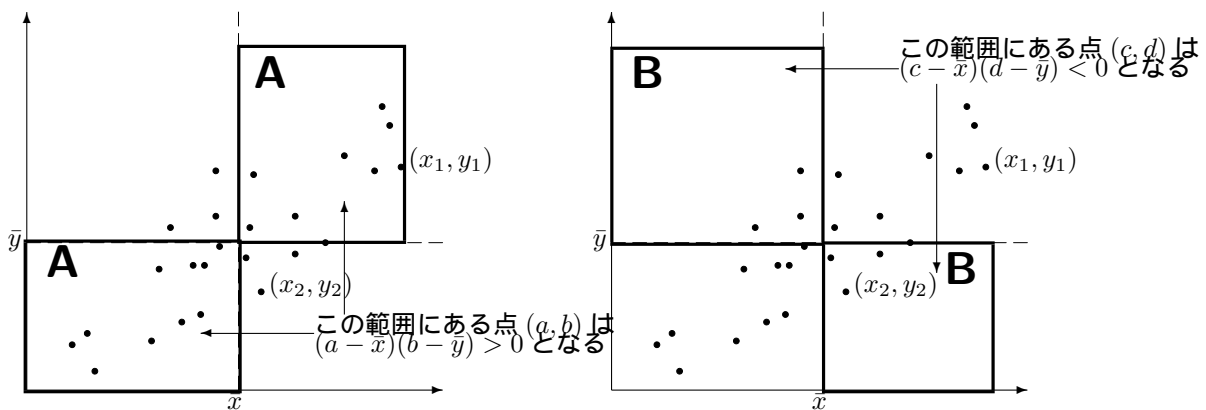 A
(x₁, y₁)
ȳ
A
(x₂, y₂)
この範囲にある点 (a, b) は
(a − x̄)(b − ȳ) > 0 となる
x̄
この範囲にある点 (c, d) は
(c − x̄)(d − ȳ) < 0 となる
B
(x₁, y₁)
ȳ
B
(x₂, y₂)
x̄